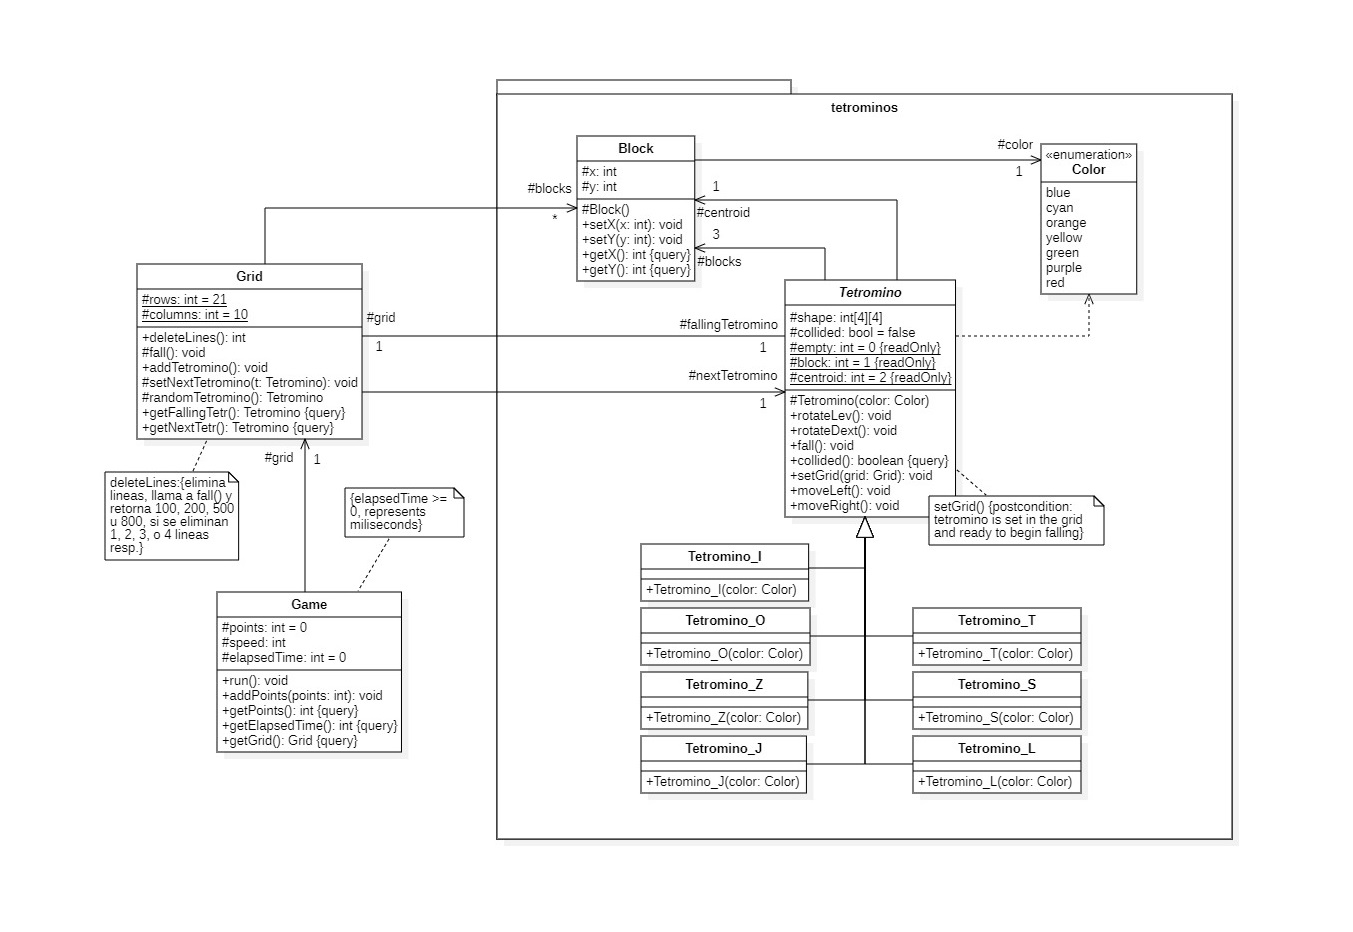 tetrominos
Block
#x: int
#y: int
#Block()
+setX(x: int): void
+setY(y: int): void
+getX(): int {query}
+getY(): int {query}
#color
1
«enumeration»
Color
blue
cyan
orange
yellow
green
purple
red
#blocks
*
1
#centroid
3
#blocks
Grid
#rows: int = 21
#columns: int = 10
+deleteLines(): int
#fall(): void
+addTetromino(): void
#setNextTetromino(t: Tetromino): void
#randomTetromino(): Tetromino
+getFallingTetr(): Tetromino {query}
+getNextTetr(): Tetromino {query}
#grid
1
#fallingTetromino
1
#nextTetromino
1
Tetromino
#shape: int[4][4]
#collided: bool = false
#empty: int = 0 {readOnly}
#block: int = 1 {readOnly}
#centroid: int = 2 {readOnly}
#Tetromino(color: Color)
+rotateLev(): void
+rotateDext(): void
+fall(): void
+collided(): boolean {query}
+setGrid(grid: Grid): void
+moveLeft(): void
+moveRight(): void
#grid
1
deleteLines:{elimina
lineas, llama a fall() y
retorna 100, 200, 500
u 800, si se eliminan
1, 2, 3, o 4 lineas
resp.}
{elapsedTime >=
0, represents
miliseconds}
setGrid() {postcondition:
tetromino is set in the grid
and ready to begin falling}
Game
#points: int = 0
#speed: int
#elapsedTime: int = 0
+run(): void
+addPoints(points: int): void
+getPoints(): int {query}
+getElapsedTime(): int {query}
+getGrid(): Grid {query}
Tetromino_I
+Tetromino_I(color: Color)
Tetromino_O
+Tetromino_O(color: Color)
Tetromino_T
+Tetromino_T(color: Color)
Tetromino_Z
+Tetromino_Z(color: Color)
Tetromino_S
+Tetromino_S(color: Color)
Tetromino_J
+Tetromino_J(color: Color)
Tetromino_L
+Tetromino_L(color: Color)